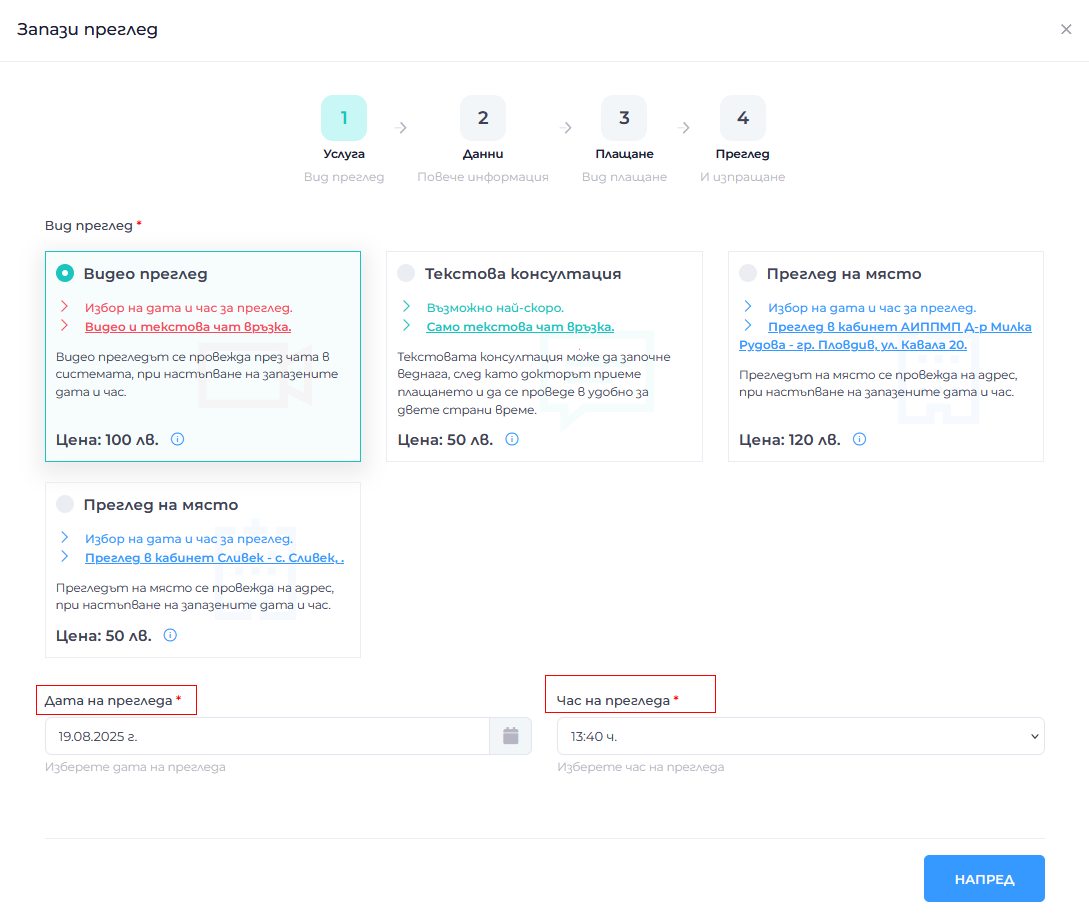 Запази преглед
1
2
3
4
Услуга
Данни
Плащане
Преглед
Вид преглед
Повече информация
Вид плащане
И изпращане
Вид преглед *
Видео преглед
Избор на дата и час за преглед.
Видео и текстова чат връзка.
Видео прегледът се провежда през чата в
системата, при настъпване на запазените
дата и час.
Цена: 100 лв.
Текстова консултация
Възможно най-скоро.
Само текстова чат връзка.
Текстовата консултация може да започне
веднага, след като докторът приеме
плащането и да се проведе в удобно за
двете страни време.
Цена: 50 лв.
Преглед на място
Избор на дата и час за преглед.
Преглед в кабинет АИППМП Д-р Милка
Рудова - гр. Пловдив, ул. Кавала 20.
Прегледът на място се провежда на адрес,
при настъпване на запазените дата и час.
Цена: 120 лв.
Преглед на място
Избор на дата и час за преглед.
Преглед в кабинет Сливек - с. Сливек, .
Прегледът на място се провежда на адрес,
при настъпване на запазените дата и час.
Цена: 50 лв.
Дата на прегледа *
19.08.2025 г.
Изберете дата на прегледа
Час на прегледа *
13:40 ч.
Изберете час на прегледа
НАПРЕД